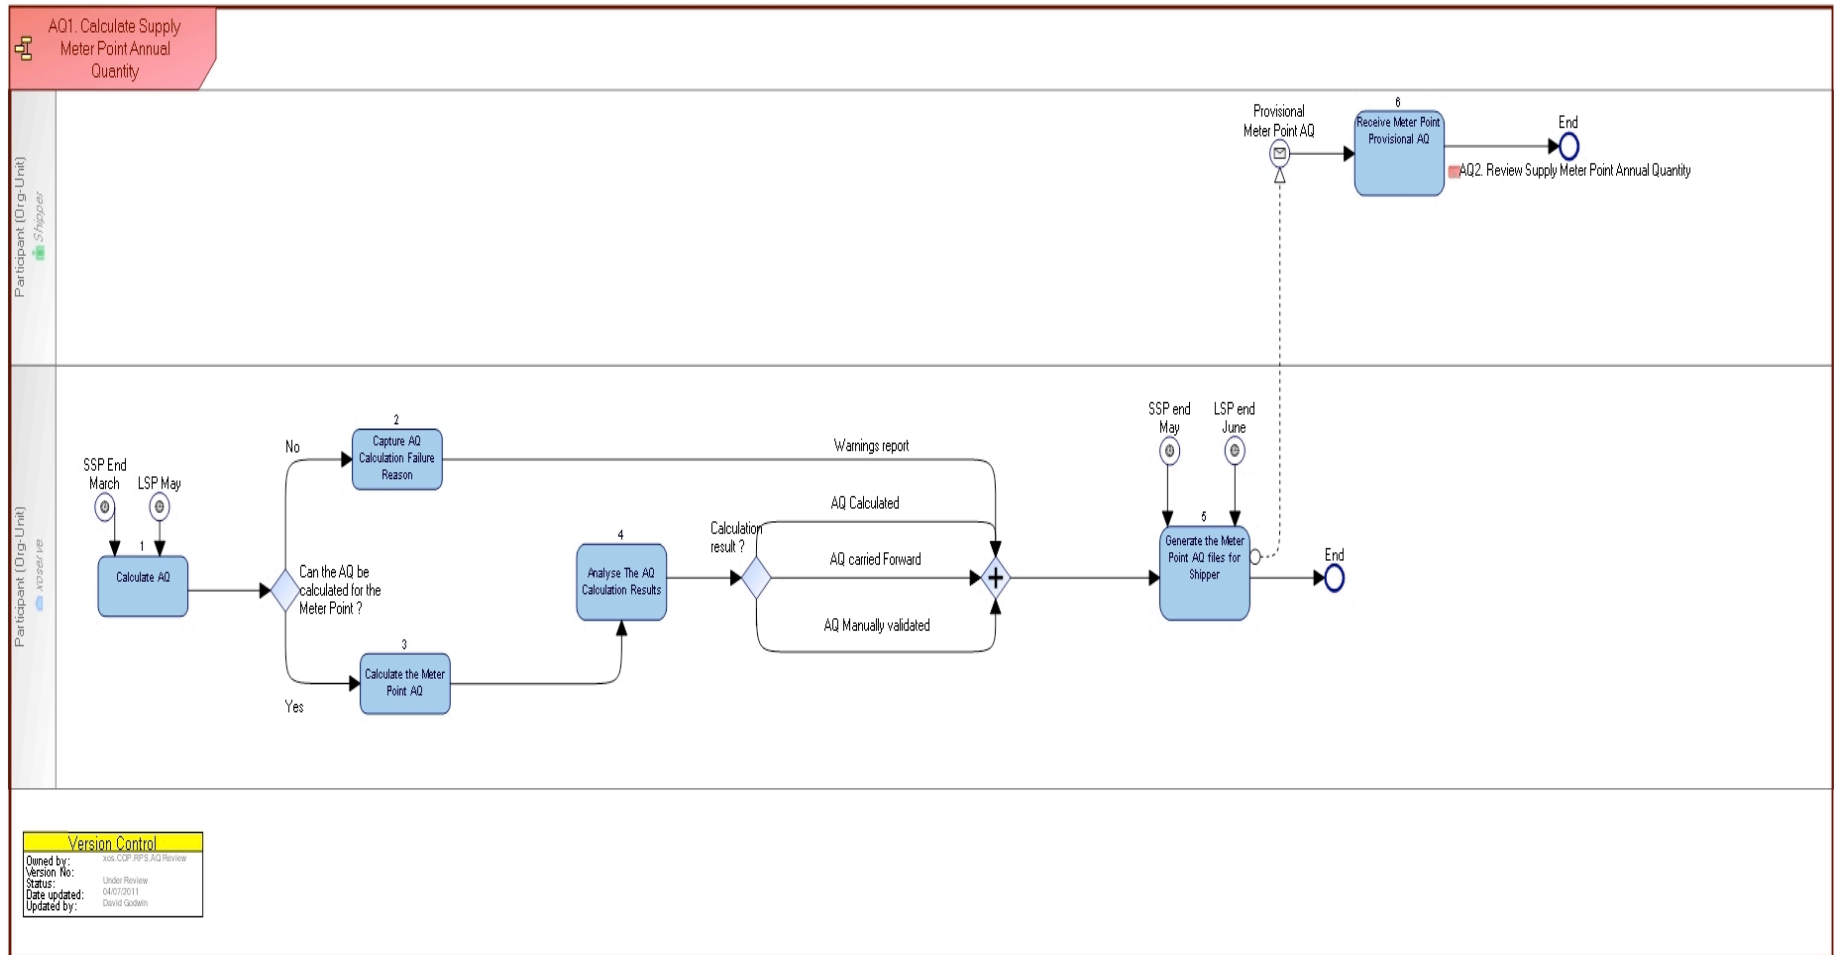 AQ1. Calculate Supply
Meter Point Annual
Quantity
Participant (Org-Unit)
Shipper
Provisional
Meter Point AQ
6
Receive Meter Point
Provisional AQ
End
AQ2. Review Supply Meter Point Annual Quantity
Participant (Org-Unit)
xoserve
SSP End
March
LSP May
1
Calculate AQ
Can the AQ be
calculated for the
Meter Point ?
No
Yes
2
Capture AQ
Calculation Failure
Reason
3
Calculate the Meter
Point AQ
4
Analyse The AQ
Calculation Results
Calculation
result ?
Warnings report
AQ Calculated
AQ carried Forward
AQ Manually validated
SSP end
May
LSP end
June
5
Generate the Meter
Point AQ files for
Shipper
End
Version Control
Owned by: xos.COP.RPS.AQ Review
Version No:
Status: Under Review
Date updated: 04/07/2011
Updated by: David Godwin